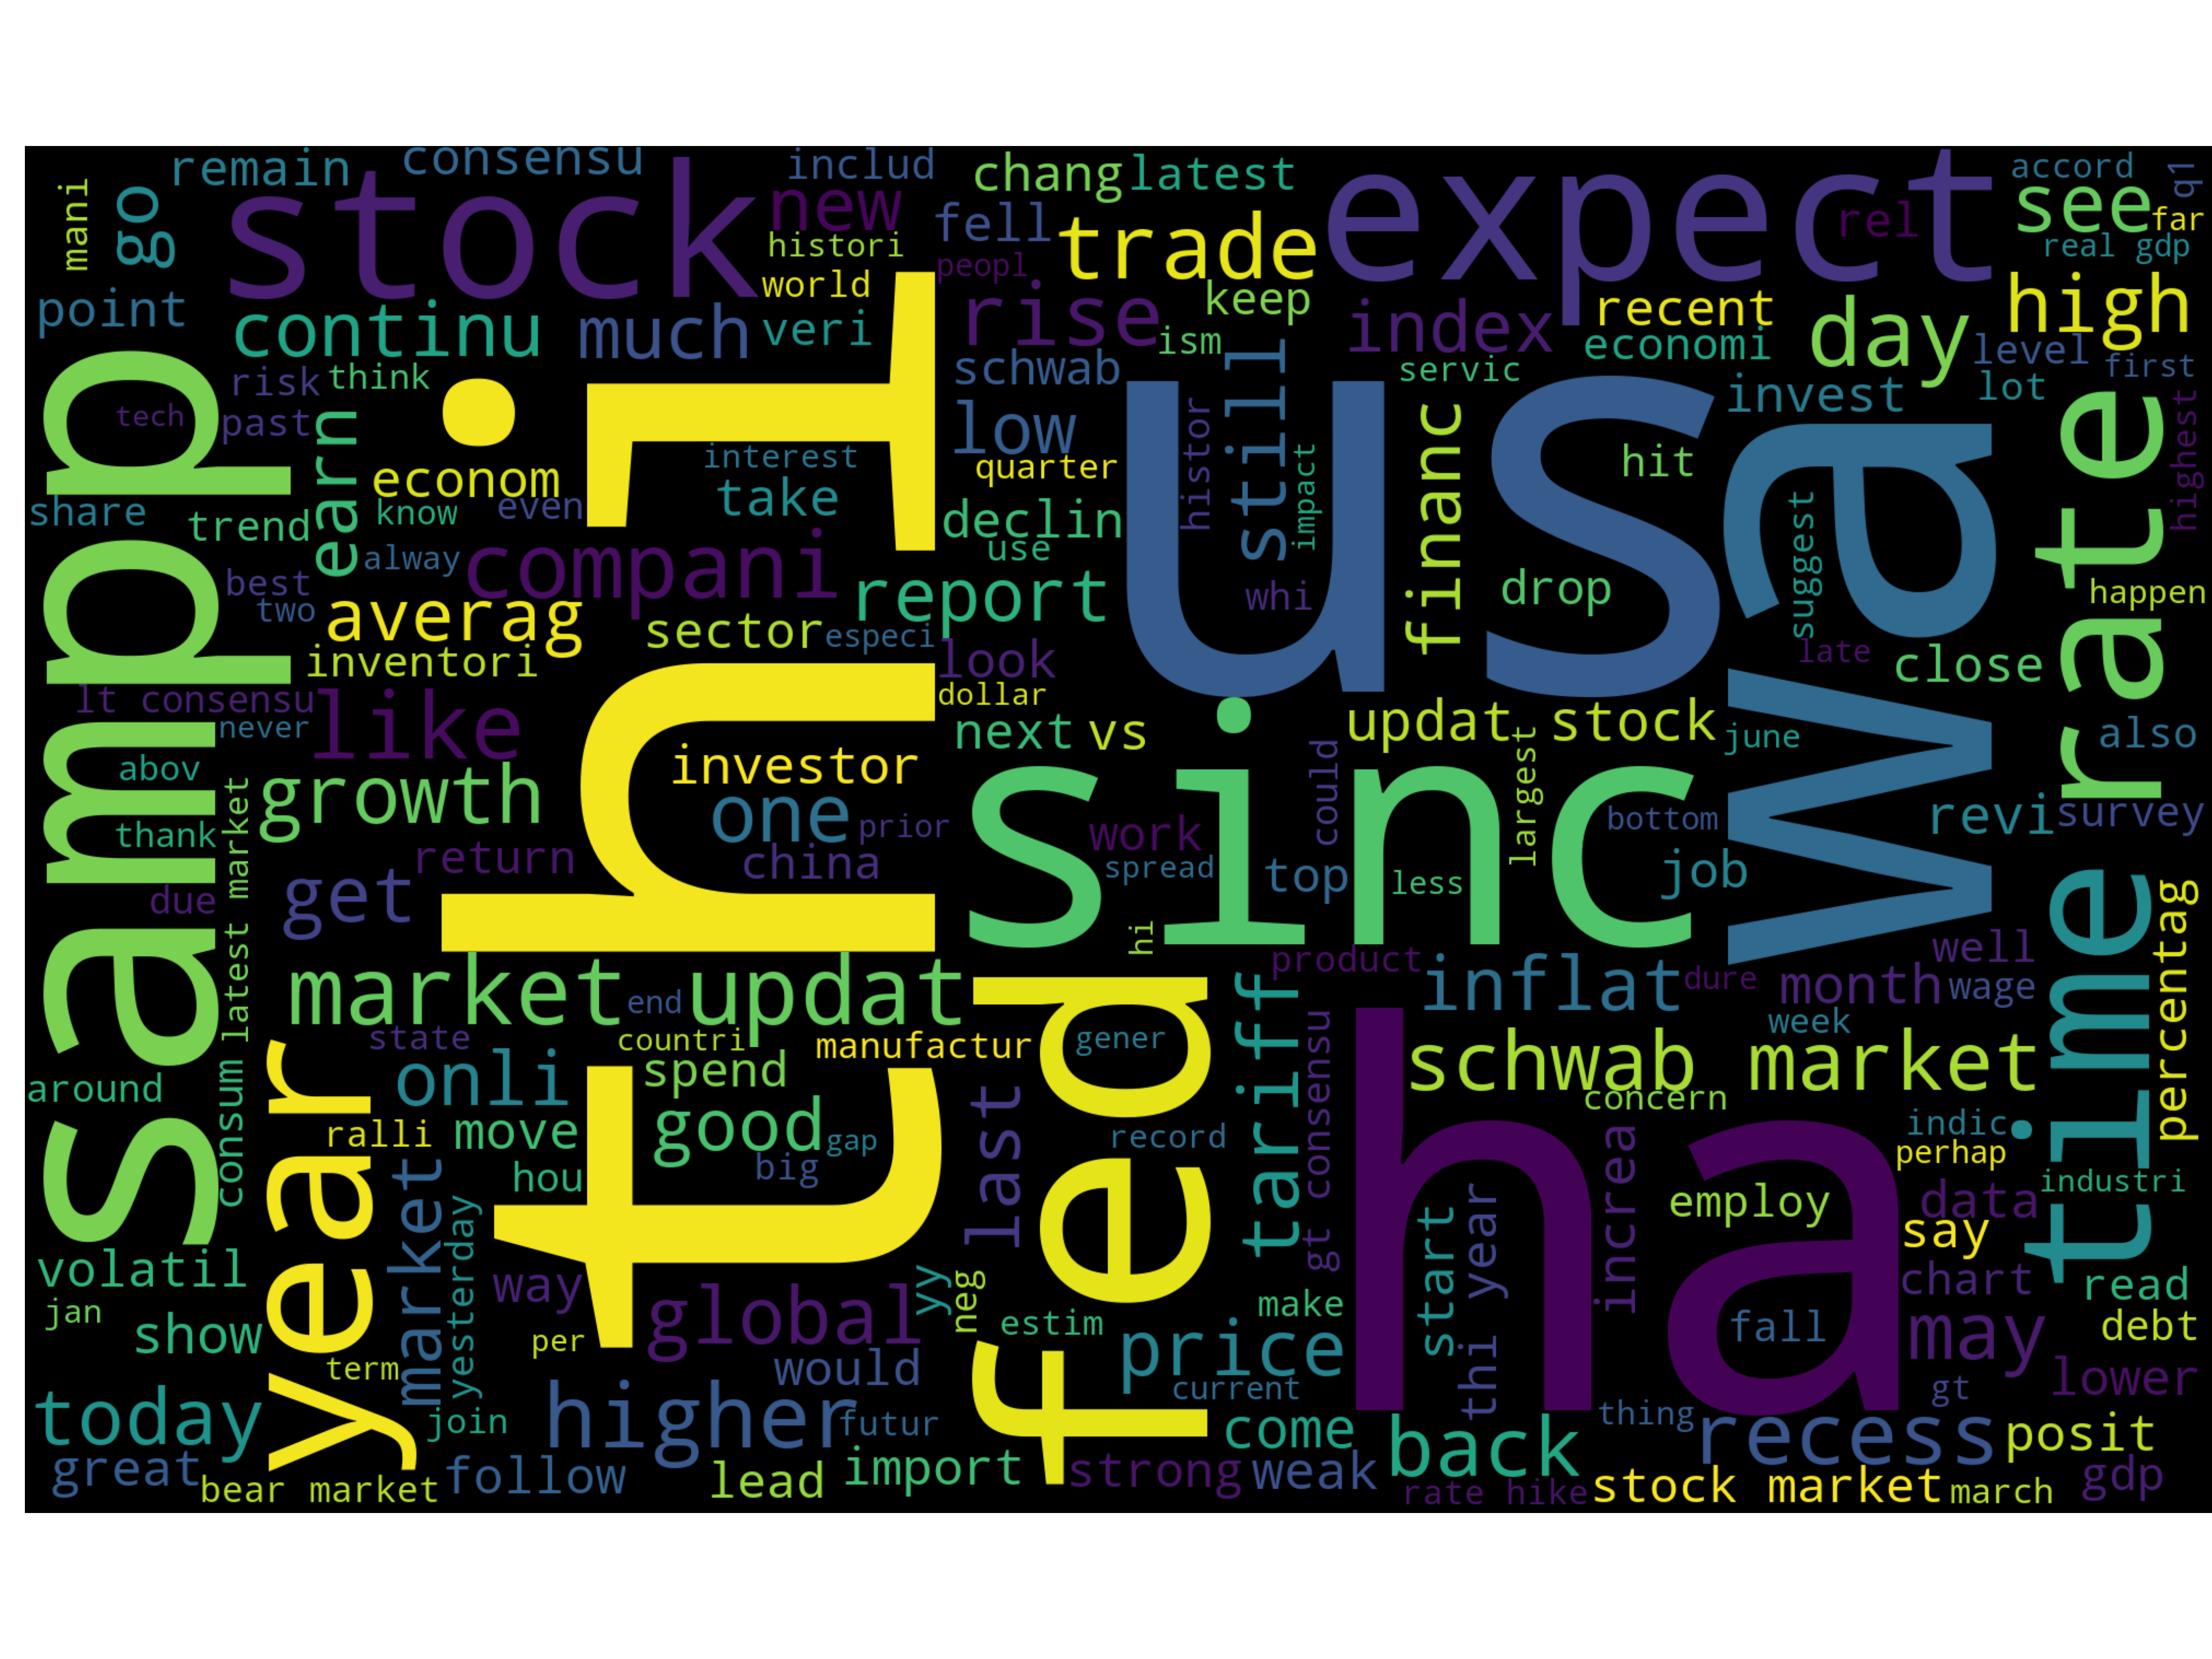 mani
go
remain
consensu
stock
new
includ
histori
world
chang
latest
fell
peopl
trade
expect
rel
accord
q1
see
far
real gdp
point
continu
much
veri
rise
keep
ism
index
recent
economi
day
high
level
first
risk
think
schwab
servic
invest
lot
tech
past
earn
thi
low
still
us
wa
rate
highest
share
trend
econom
know
even
interest
take
quarter
histor
impact
financ
hit
suggest
alway
compani
declin
use
report
whi
drop
happen
best
two
averag
sector
especi
inventori
look
late
close
sampp
lt consensu
never
like
dollar
next
vs
updat stock
june
also
abov
investor
growth
one
prior
sinc
could
largest
bottom
revi
survey
thank
latest market
return
china
work
spread
top
less
job
due
get
hi
product
inflat
dure
well
month
wage
week
time
percentag
market updat
end
state
countri
manufactur
fed
gener
tariff
gt consensu
schwab market
concern
around
consum
year
onli
spend
last
ha
indic
perhap
industri
ralli
move
good
gap
record
employ
data
say
market
yesterday
hou
big
increa
volatil
way
yy
neg
start
thi year
chart
read
jan
show
per
global
estim
make
price
fall
may
debt
term
would
current
gt
lower
today
join
higher
futur
come
back
thing
recess
posit
great
bear market
follow
lead
import
strong
weak
rate hike
stock market
march
gdp